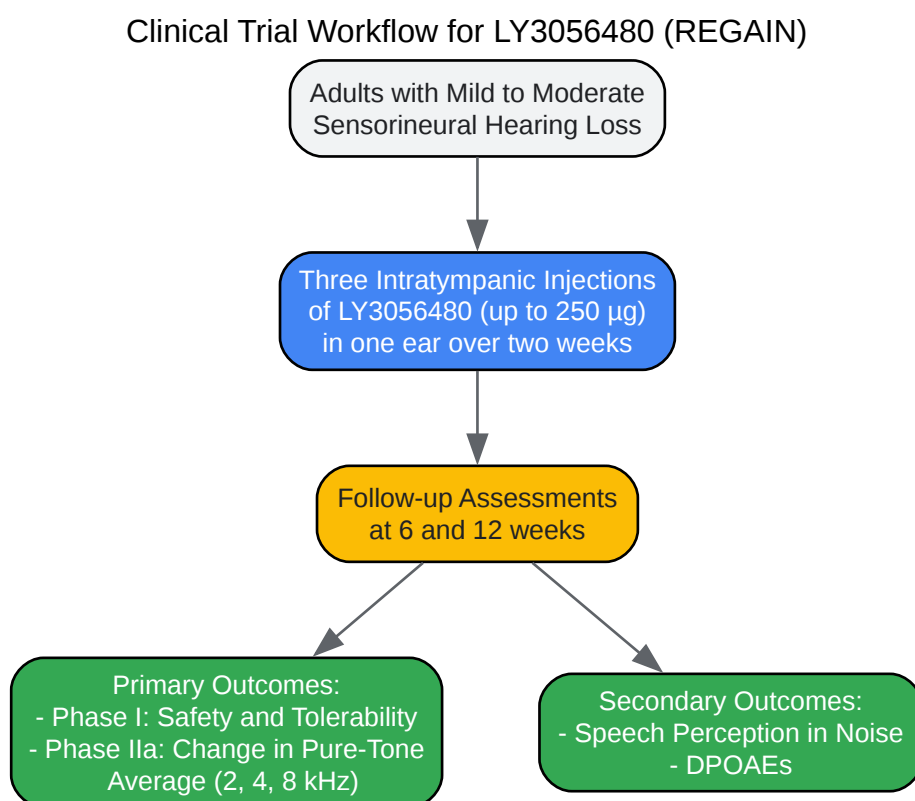 Clinical Trial Workflow for LY3056480 (REGAIN)
Adults with Mild to Moderate
Sensorineural Hearing Loss
Three Intratympanic Injections
of LY3056480 (up to 250 µg)
in one ear over two weeks
Follow-up Assessments
at 6 and 12 weeks
Primary Outcomes:
- Phase I: Safety and Tolerability
- Phase IIa: Change in Pure-Tone
Average (2, 4, 8 kHz)
Secondary Outcomes:
- Speech Perception in Noise
- DPOAEs